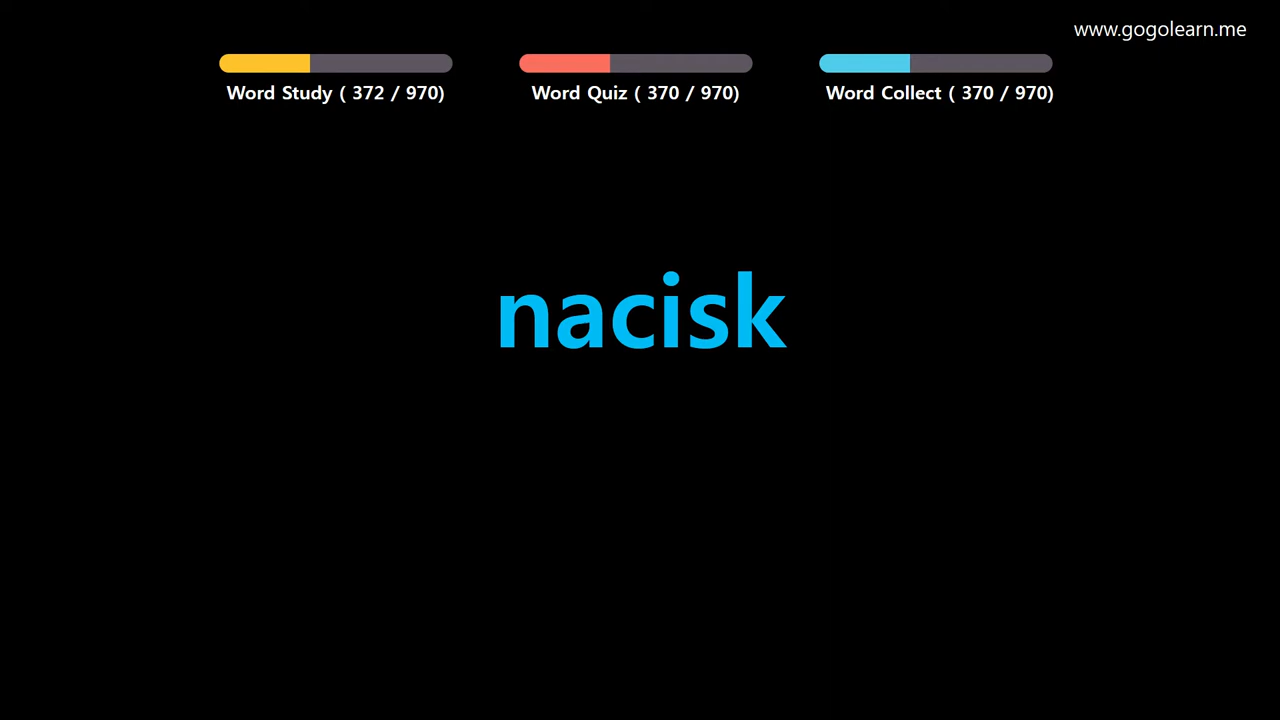 www.gogolearn.me
Word Study ( 372 / 970)
Word Quiz ( 370 / 970)
Word Collect ( 370 / 970)
nacisk